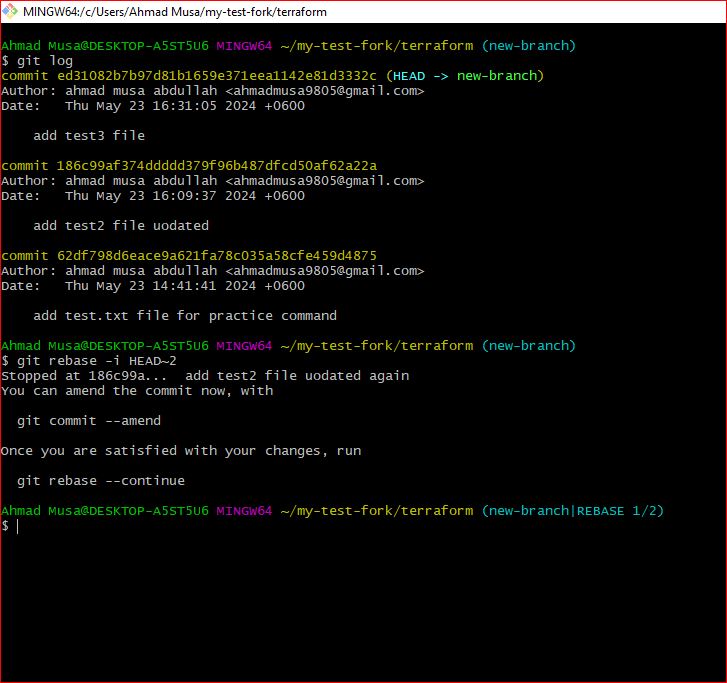 MINGW64:/c/Users/Ahmad Musa/my-test-fork/terraform
Ahmad Musa@DESKTOP-A5ST5U6 MINGW64 ~/my-test-fork/terraform (new-branch)
$ git log
commit ed31082b7b97d81b1659e371eea1142e81d3332c (HEAD -> new-branch)
Author: ahmad musa abdullah <ahmadmusa9805@gmail.com>
Date:   Thu May 23 16:31:05 2024 +0600
    add test3 file
commit 186c99af374ddddd379f96b487dfcd50af62a22a
Author: ahmad musa abdullah <ahmadmusa9805@gmail.com>
Date:   Thu May 23 16:09:37 2024 +0600
    add test2 file uodated
commit 62df798d6eace9a621fa78c035a58cfe459d4875
Author: ahmad musa abdullah <ahmadmusa9805@gmail.com>
Date:   Thu May 23 14:41:41 2024 +0600
    add test.txt file for practice command
Ahmad Musa@DESKTOP-A5ST5U6 MINGW64 ~/my-test-fork/terraform (new-branch)
$ git rebase -i HEAD~2
Stopped at 186c99a...  add test2 file uodated again
You can amend the commit now, with
  git commit --amend
Once you are satisfied with your changes, run
  git rebase --continue
Ahmad Musa@DESKTOP-A5ST5U6 MINGW64 ~/my-test-fork/terraform (new-branch|REBASE 1/2)
$